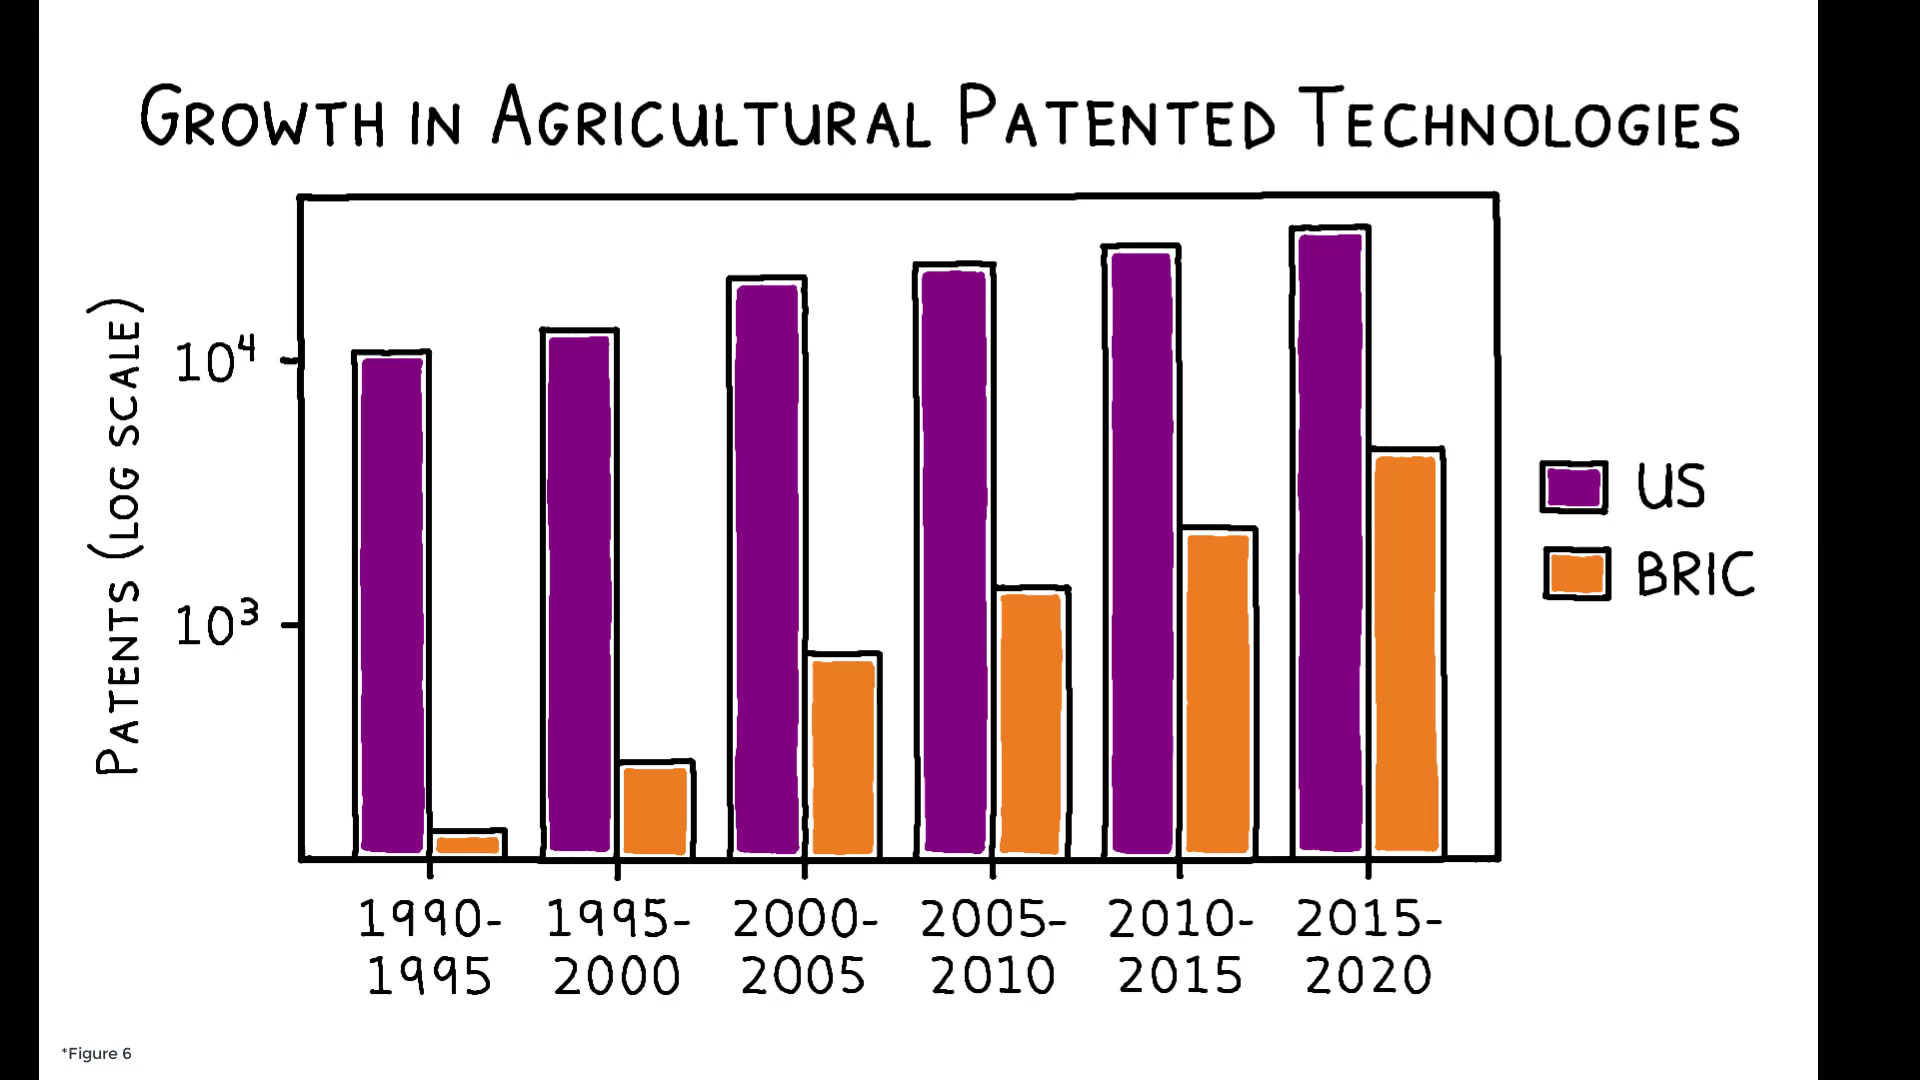 GROWTH IN AGRICULTURAL PATENTED TECHNOLOGIES
PATENTS (LOG SCALE)
10⁴
10³
US
BRIC
1990-
1995
1995-
2000
2000-
2005
2005-
2010
2010-
2015
2015-
2020
*Figure 6